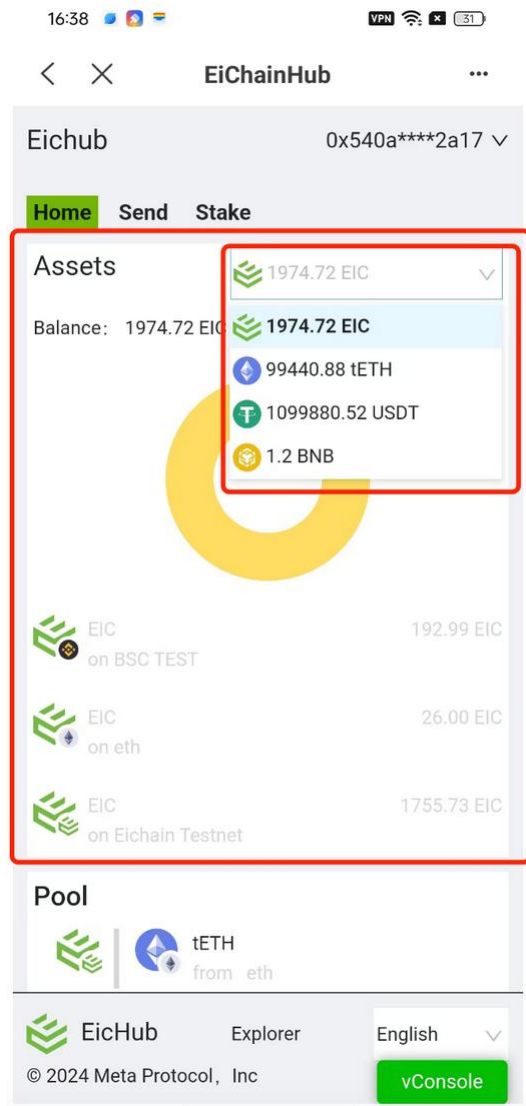 16:38
VPN
31
EiChainHub
Eichub 0x540a****2a17
Home Send Stake
Assets 1974.72 EIC
Balance: 1974.72 EIC
1974.72 EIC
99440.88 tETH
1099880.52 USDT
1.2 BNB
EIC 192.99 EIC
on BSC TEST
EIC 26.00 EIC
on eth
EIC 1755.73 EIC
on Eichain Testnet
Pool
tETH
from eth
EicHub Explorer English
© 2024 Meta Protocol, Inc
vConsole